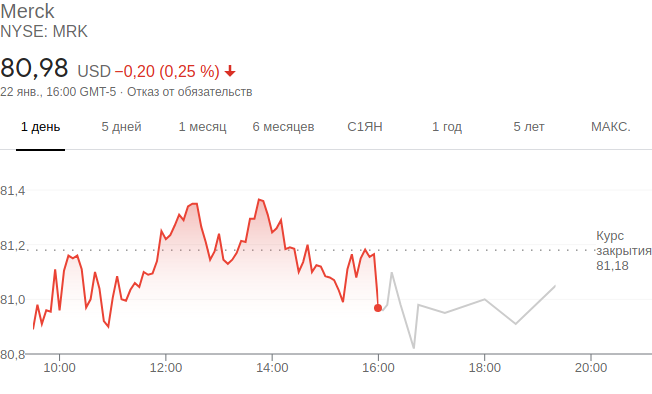 Merck
NYSE: MRK
80,98 USD −0,20 (0,25 %)
22 янв., 16:00 GMT-5 · Отказ от обязательств
1 день 5 дней 1 месяц 6 месяцев С1ЯН 1 год 5 лет МАКС.
81,4
81,2
81,0
80,8
Курс
закрытия
81,18
10:00 12:00 14:00 16:00 18:00 20:00